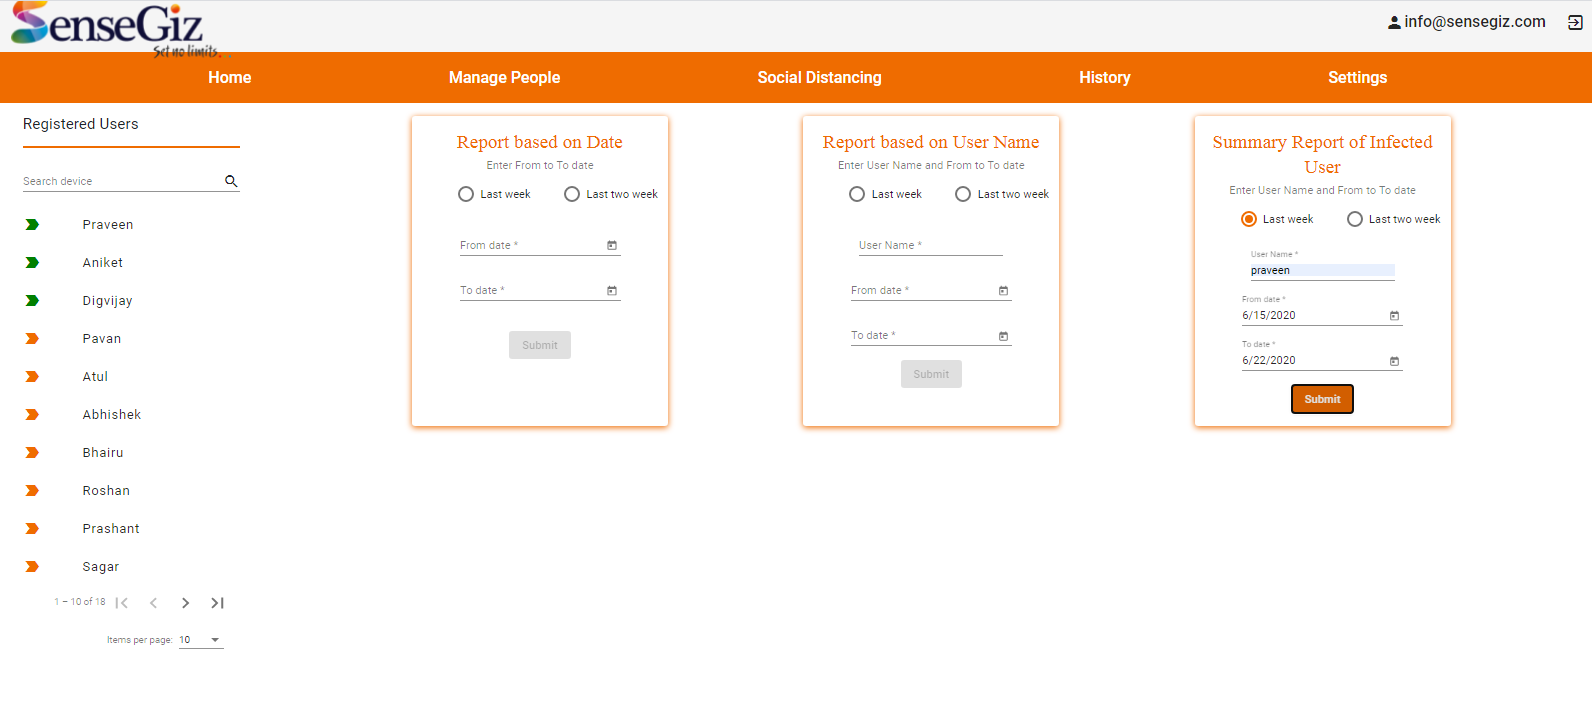 SenseGiz
Set no limits...
info@sensegiz.com
Home
Manage People
Social Distancing
History
Settings
Registered Users
Search device
Praveen
Aniket
Digvijay
Pavan
Atul
Abhishek
Bhairu
Roshan
Prashant
Sagar
1 – 10 of 18
Items per page: 10
Report based on Date
Enter From to To date
Last week
Last two week
From date *
To date *
Submit
Report based on User Name
Enter User Name and From to To date
Last week
Last two week
User Name *
From date *
To date *
Submit
Summary Report of Infected
User
Enter User Name and From to To date
Last week
Last two week
User Name *
praveen
From date *
6/15/2020
To date *
6/22/2020
Submit